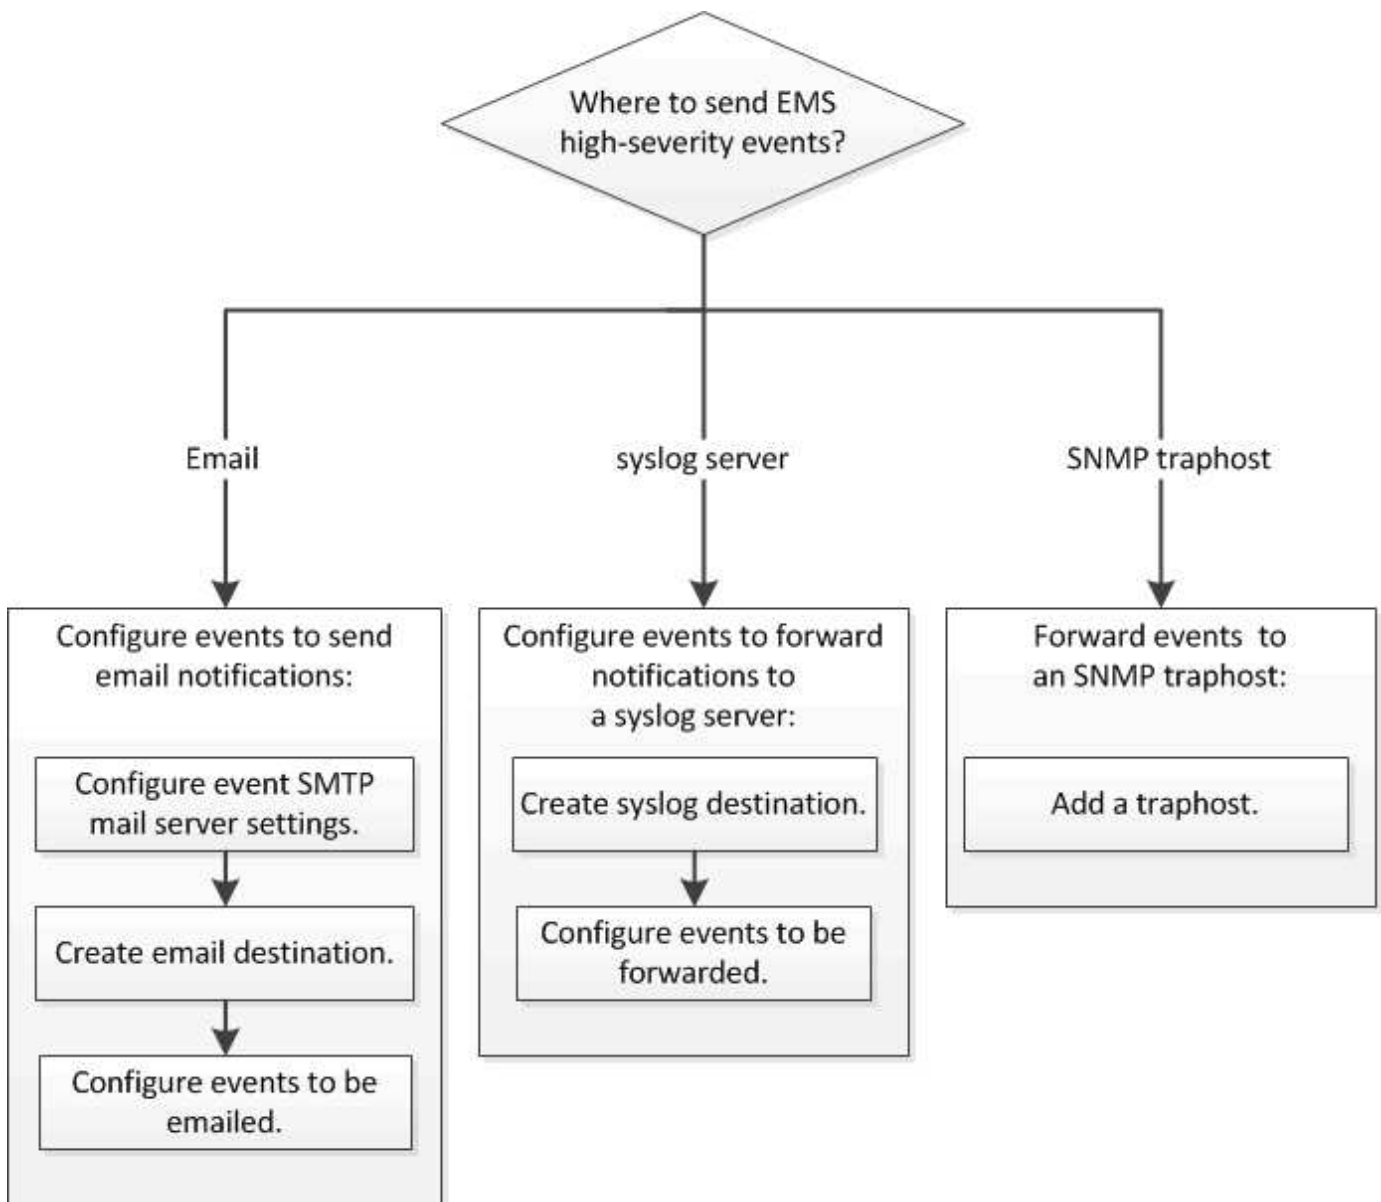 Where to send EMS
high-severity events?
Email
syslog server
SNMP traphost
Configure events to send
email notifications:
Configure event SMTP
mail server settings.
Create email destination.
Configure events to be
emailed.
Configure events to forward
notifications to
a syslog server:
Create syslog destination.
Configure events to be
forwarded.
Forward events to
an SNMP traphost:
Add a traphost.